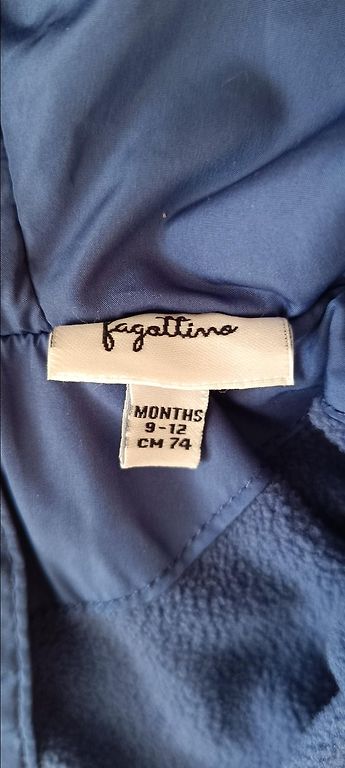 fagottino
MONTHS
9-12
CM 74